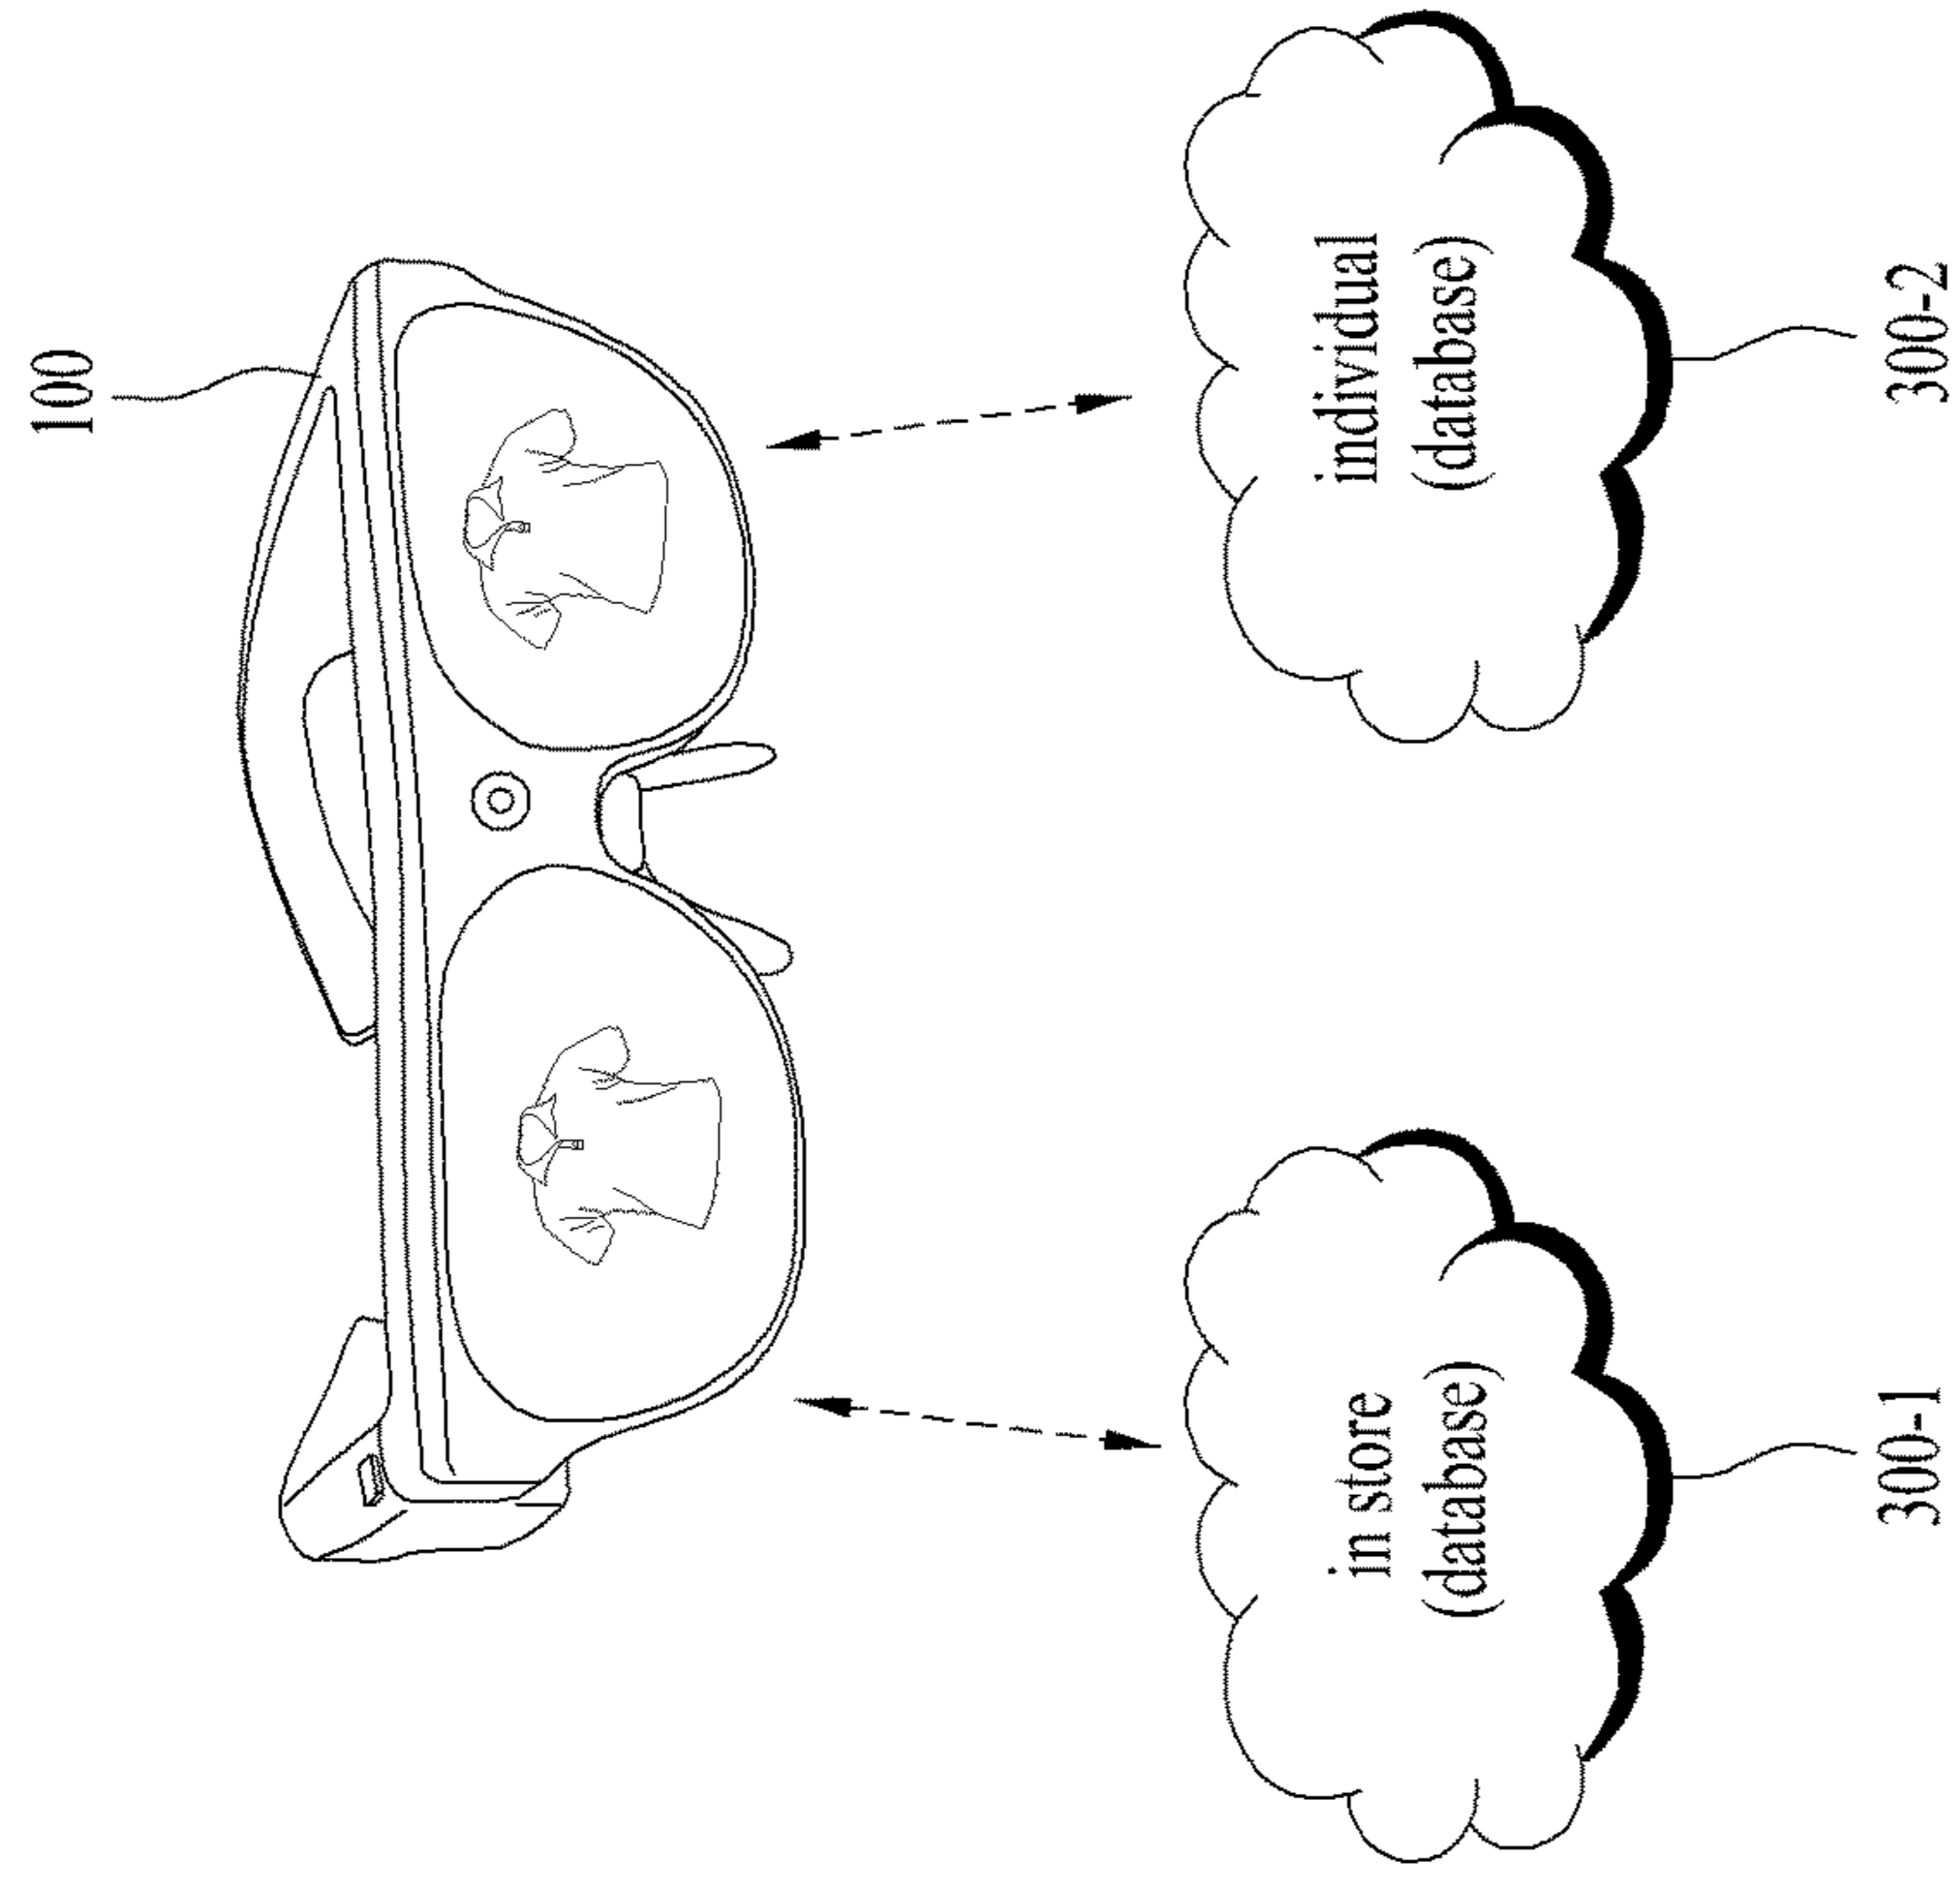 100
in store
(database)
300-1
individual
(database)
300-2